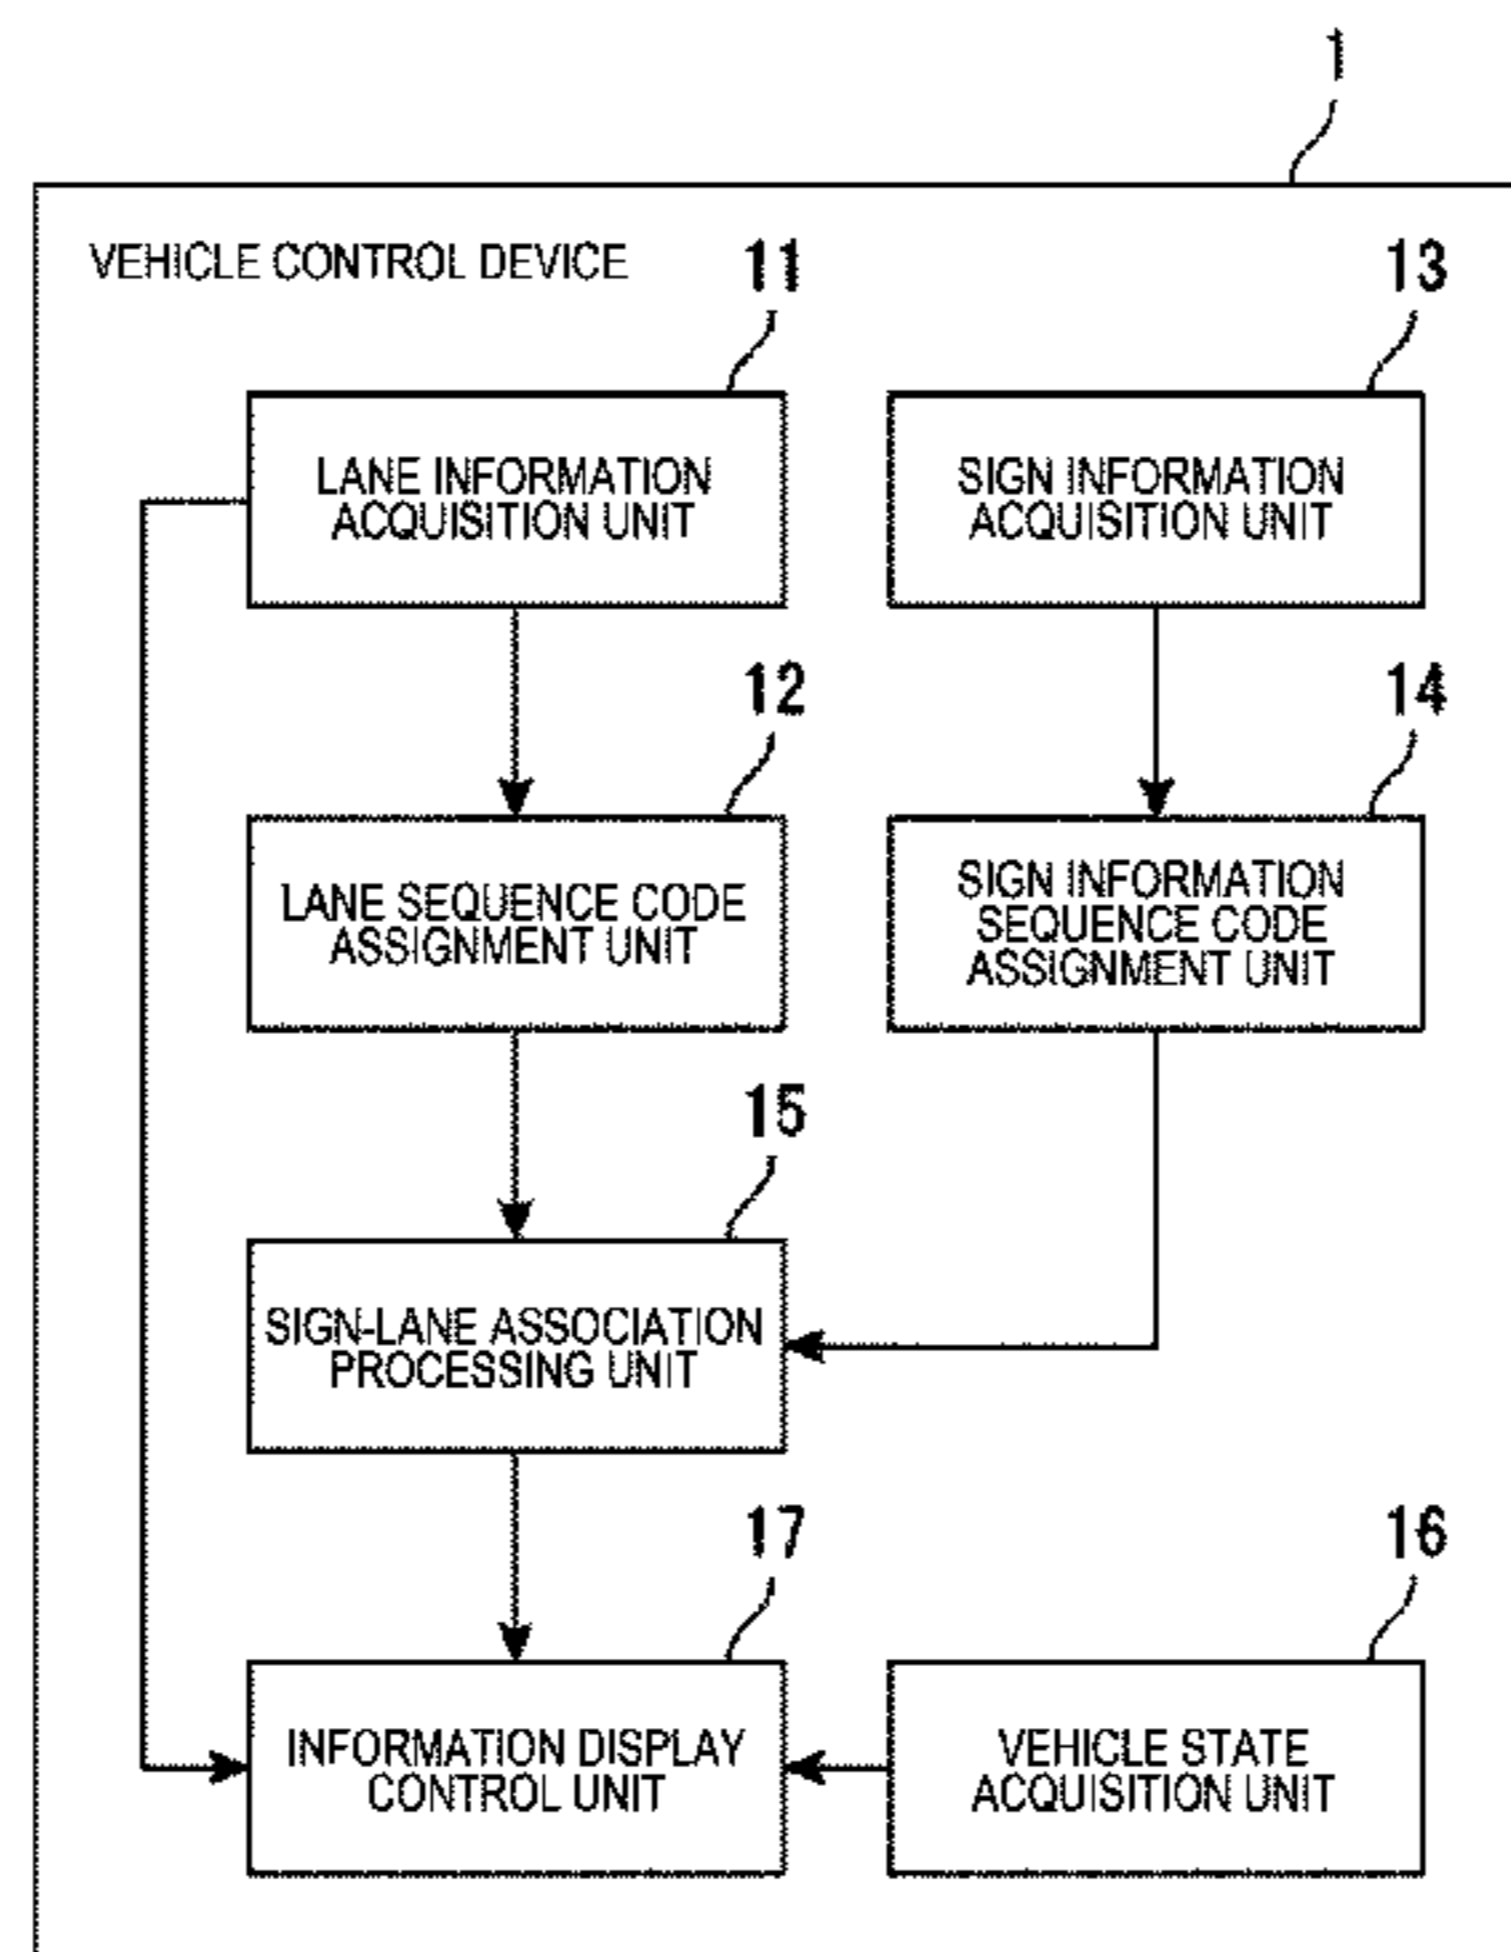 1
VEHICLE CONTROL DEVICE
11
13
LANE INFORMATION
ACQUISITION UNIT
SIGN INFORMATION
ACQUISITION UNIT
12
14
LANE SEQUENCE CODE
ASSIGNMENT UNIT
SIGN INFORMATION
SEQUENCE CODE
ASSIGNMENT UNIT
15
SIGN-LANE ASSOCIATION
PROCESSING UNIT
17
16
INFORMATION DISPLAY
CONTROL UNIT
VEHICLE STATE
ACQUISITION UNIT